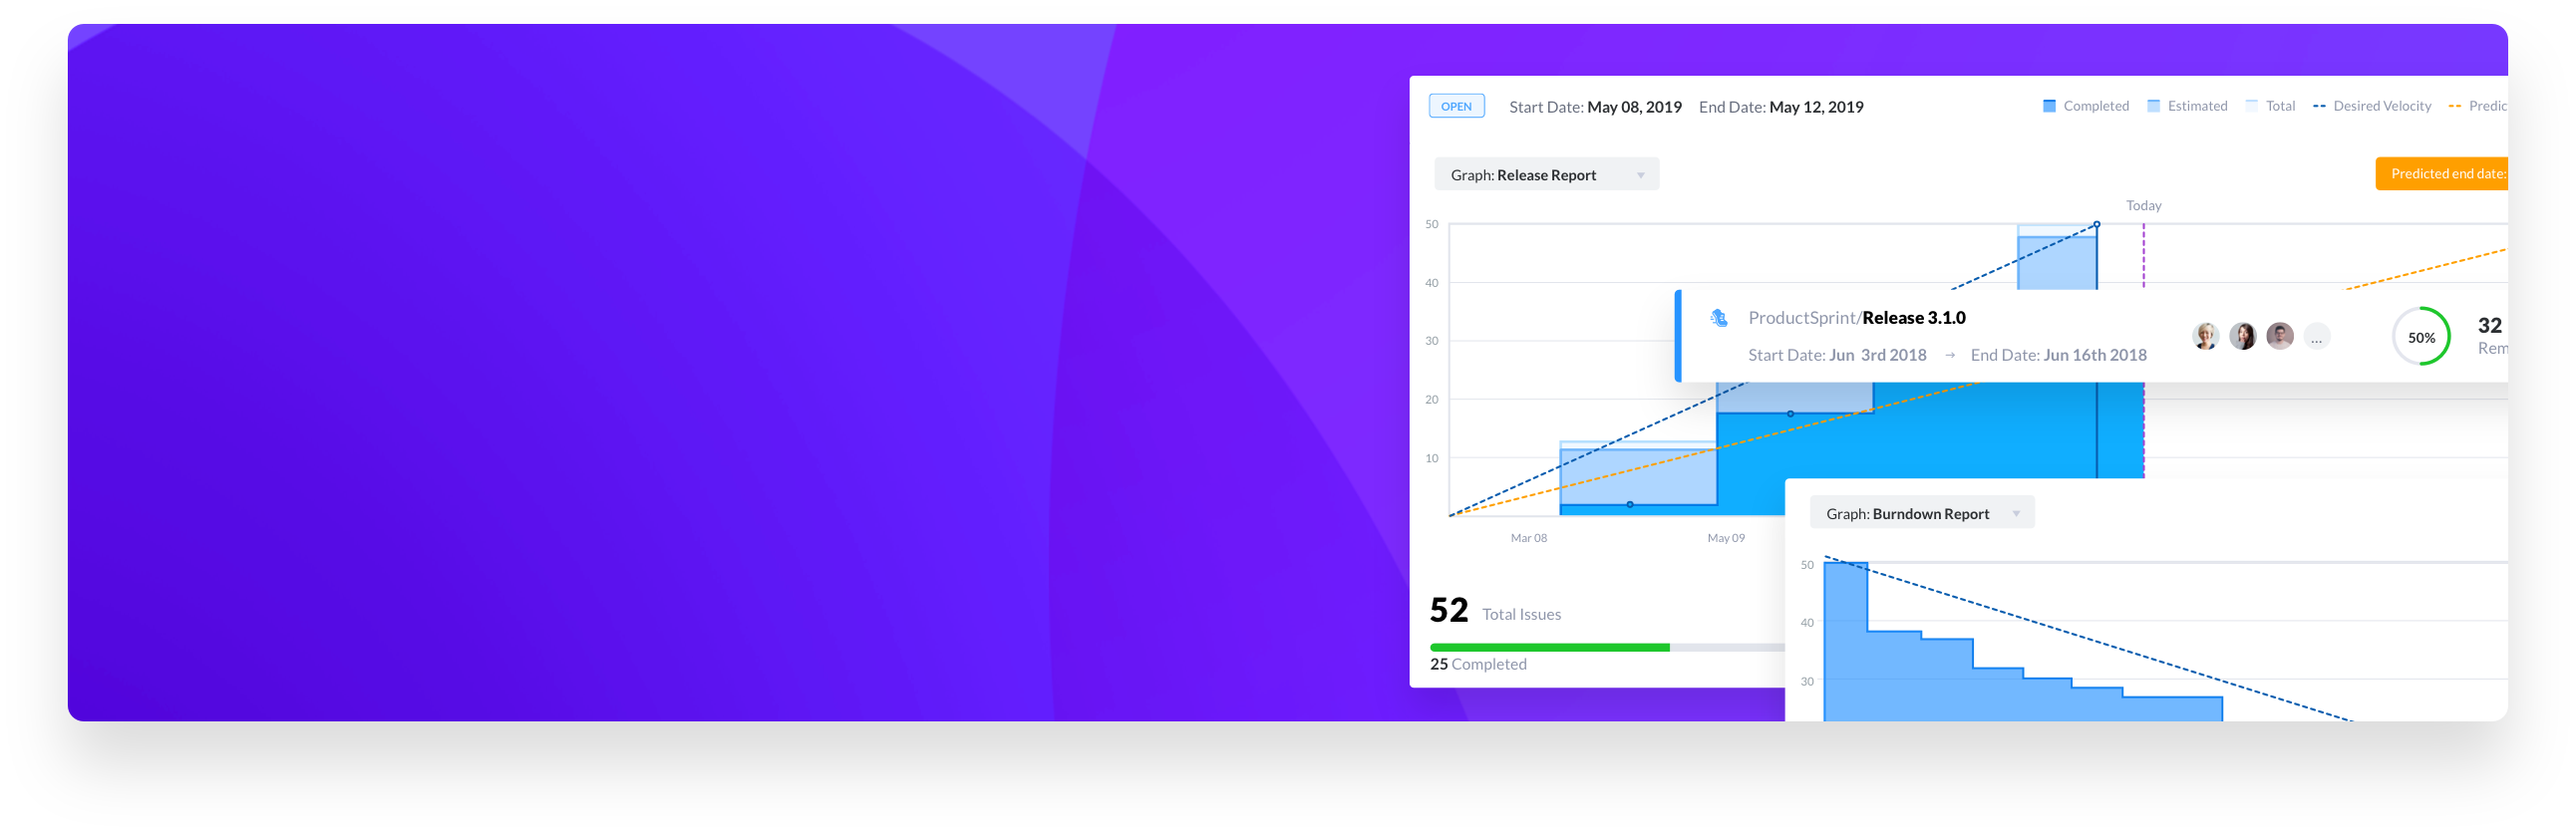 OPEN Start Date: May 08, 2019 End Date: May 12, 2019
Completed Estimated Total Desired Velocity
Graph: Release Report
Predicted end date:
Today
50
40
30
20
10
Mar 08 May 09
ProductSprint/Release 3.1.0
Start Date: Jun 3rd 2018 → End Date: Jun 16th 2018
...
50%
32
52 Total Issues
25 Completed
Graph: Burndown Report
50
40
30